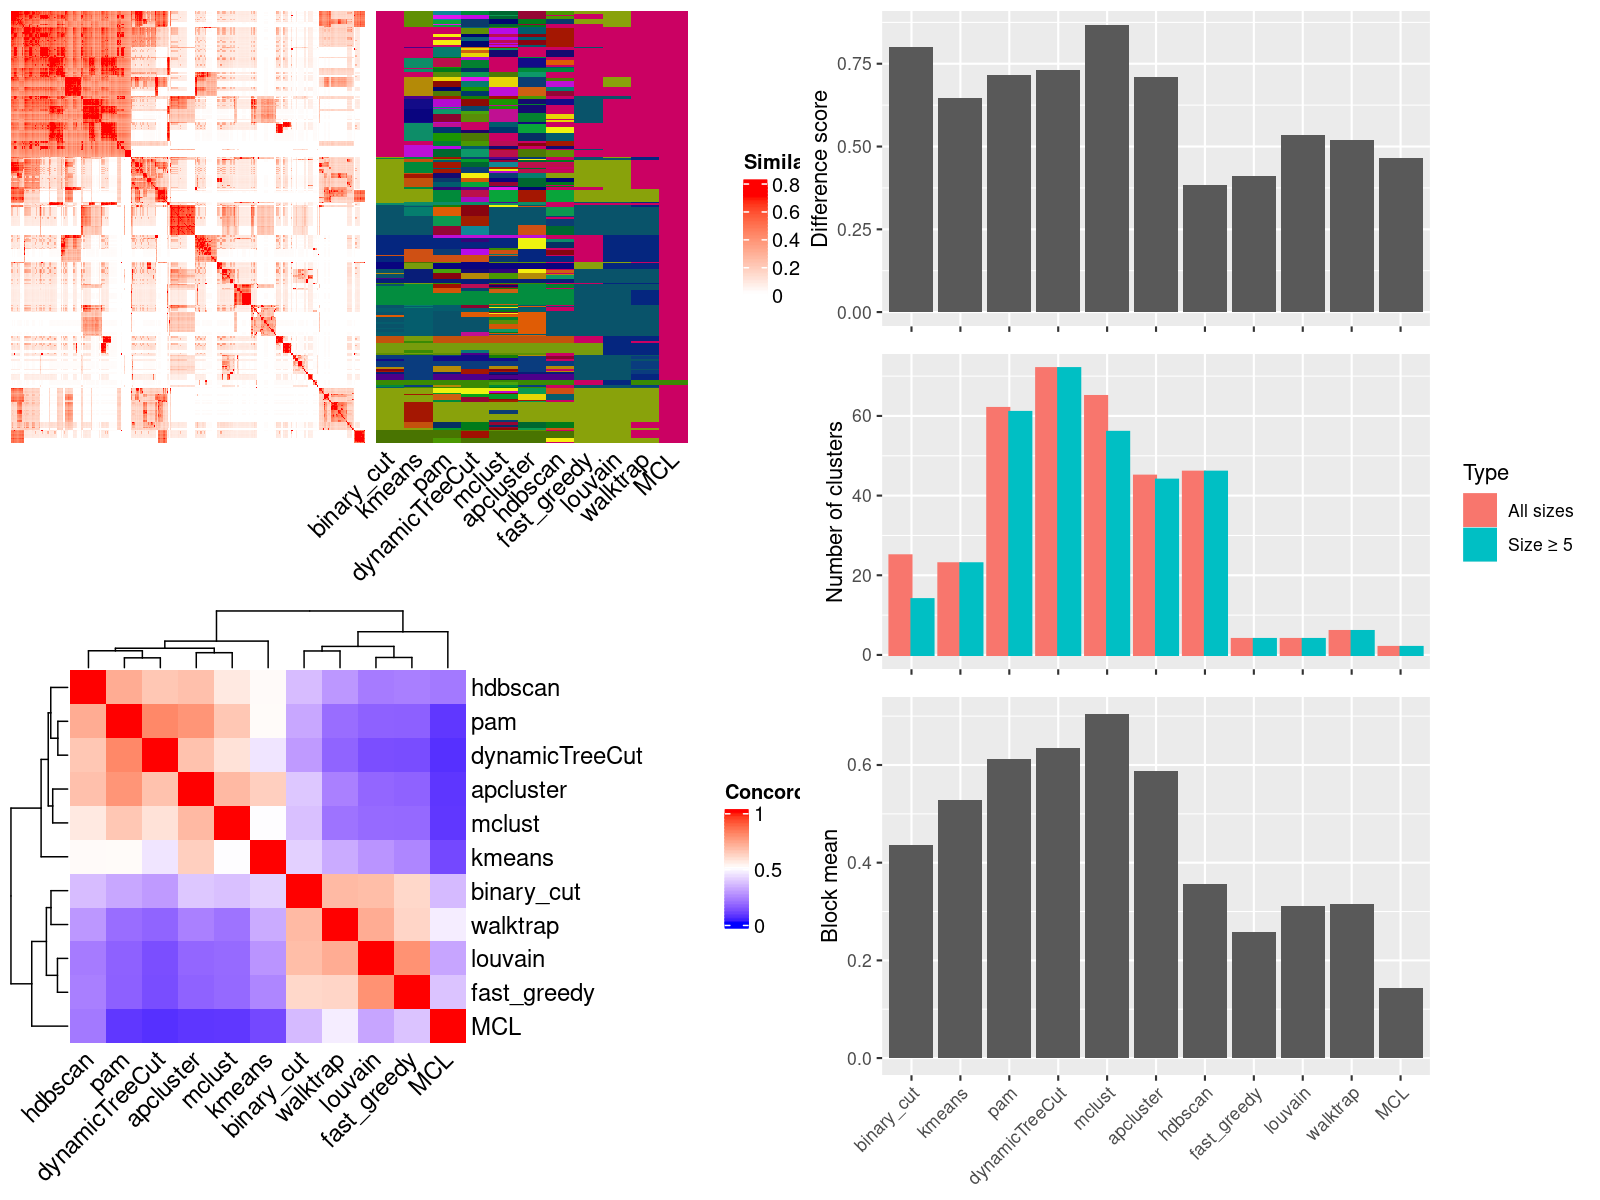 Simila
0.8
0.6
0.4
0.2
0
binary_cut
kmeans
pam
dynamicTreeCut
mclust
apcluster
hdbscan
fast_greedy
louvain
walktrap
MCL
Difference score
0.75
0.50
0.25
0.00
Number of clusters
60
40
20
0
Type
All sizes
Size ≥ 5
hdbscan
pam
dynamicTreeCut
apcluster
mclust
kmeans
binary_cut
walktrap
louvain
fast_greedy
MCL
hdbscan
pam
dynamicTreeCut
apcluster
mclust
kmeans
binary_cut
walktrap
louvain
fast_greedy
MCL
Concord
1
0.5
0
Block mean
0.6
0.4
0.2
0.0
binary_cut
kmeans
pam
dynamicTreeCut
mclust
apcluster
hdbscan
fast_greedy
louvain
walktrap
MCL